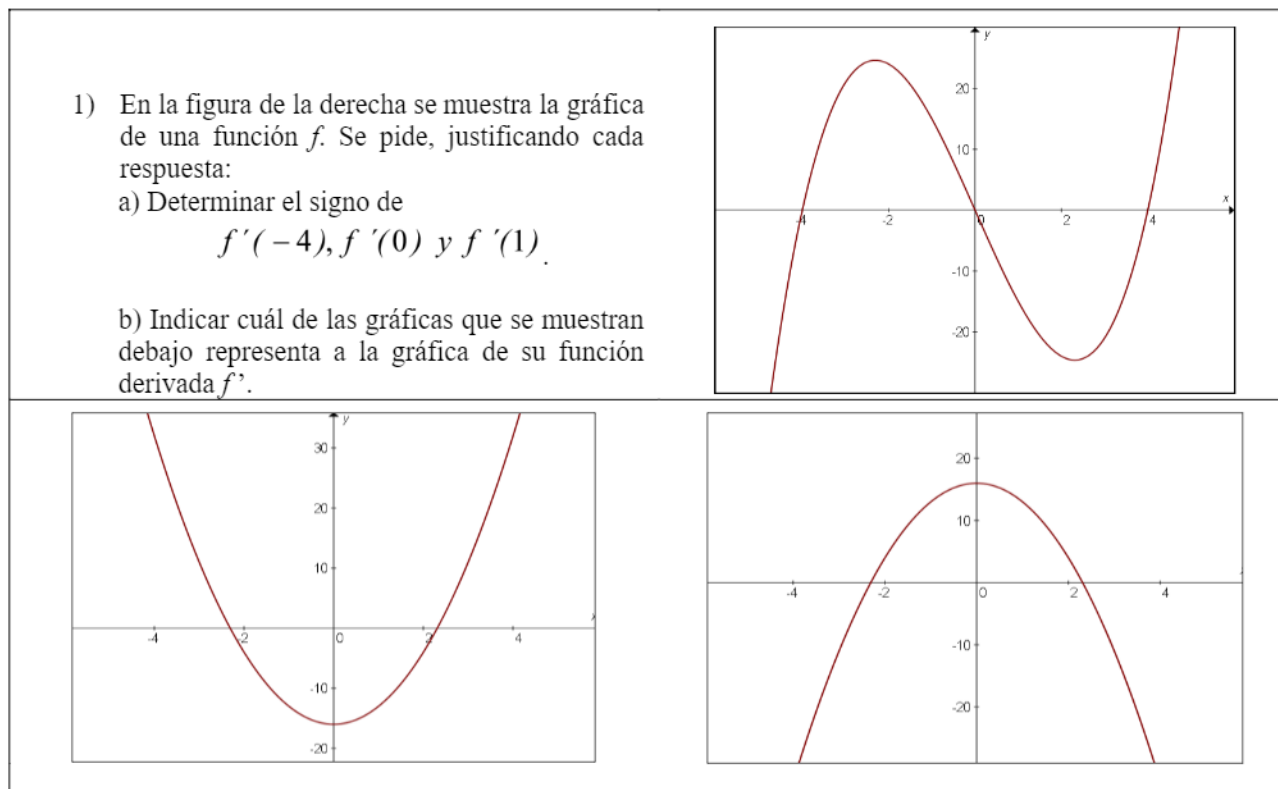 1) En la figura de la derecha se muestra la gráfica
de una función f. Se pide, justificando cada
respuesta:
a) Determinar el signo de
f ´( – 4), f ´(0) y f ´(1) .
b) Indicar cuál de las gráficas que se muestran
debajo representa a la gráfica de su función
derivada f’.
y
20
10
x
-4 -2 0 2 4
-10
-20
y
30
20
10
x
-4 -2 0 2 4
-10
-20
20
10
-4 -2 0 2 4
-10
-20